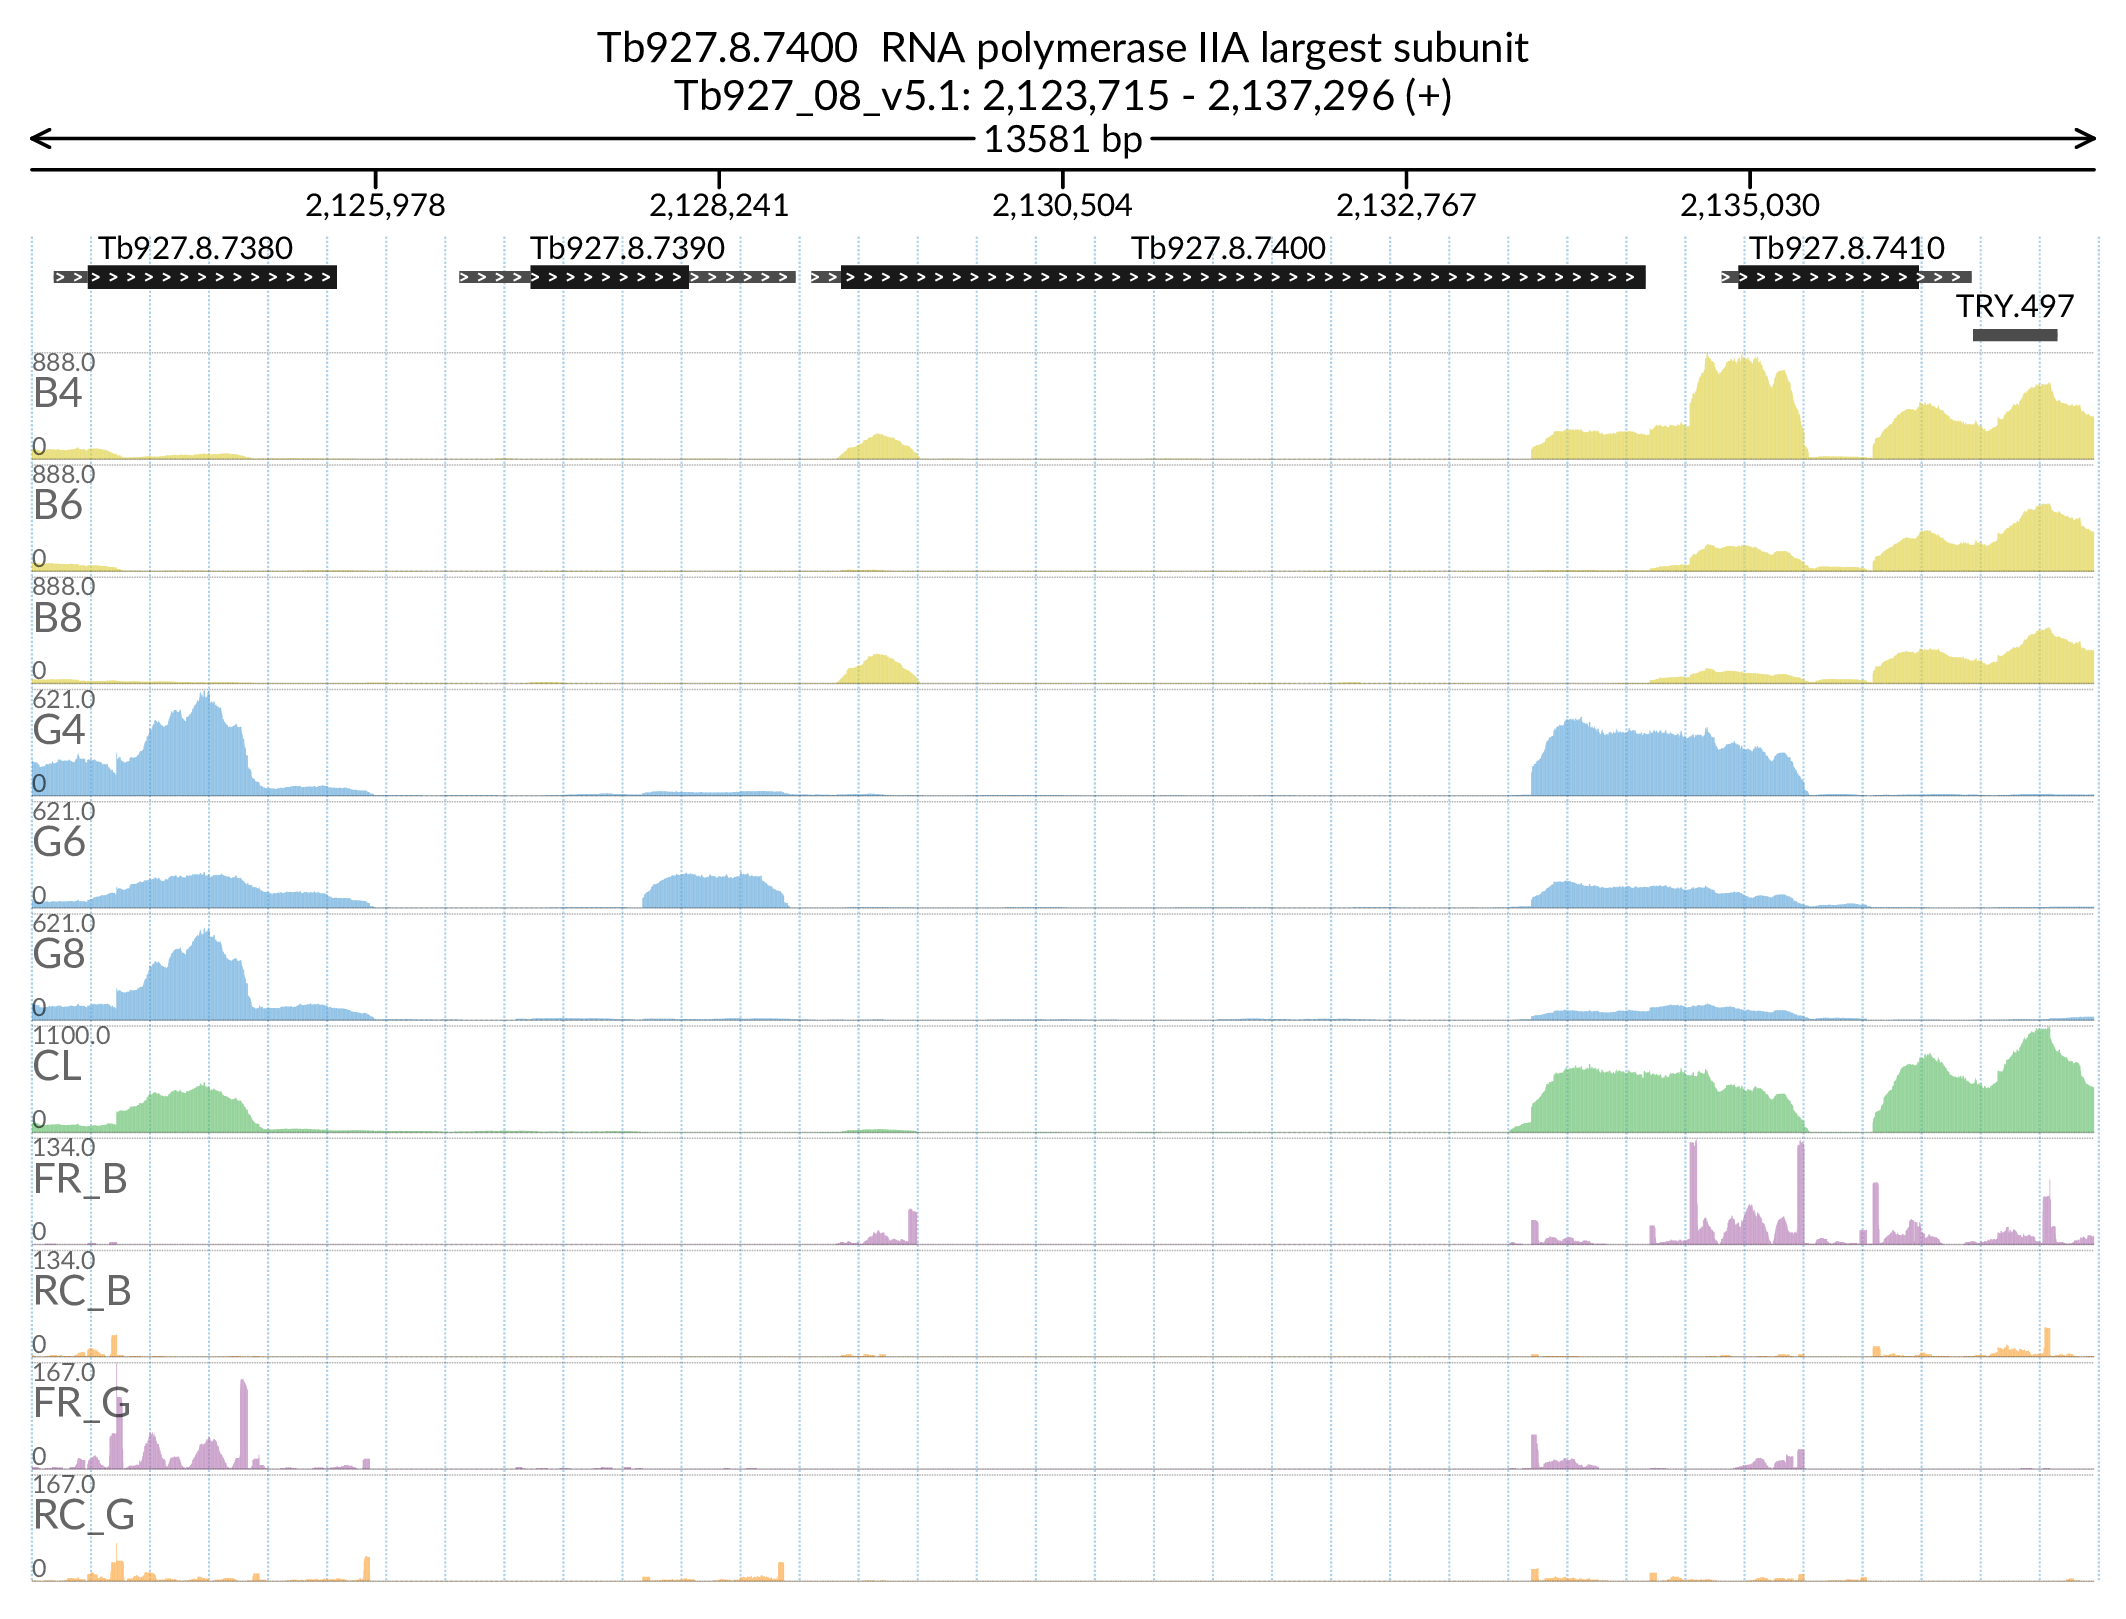 Tb927.8.7400  RNA polymerase IIA largest subunit
Tb927_08_v5.1: 2,123,715 - 2,137,296 (+)
13581 bp
2,125,978 2,128,241 2,130,504 2,132,767 2,135,030
Tb927.8.7380 Tb927.8.7390 Tb927.8.7400 Tb927.8.7410
TRY.497
888.0
B4
0
888.0
B6
0
888.0
B8
0
621.0
G4
0
621.0
G6
0
621.0
G8
0
1100.0
CL
0
134.0
FR_B
0
134.0
RC_B
0
167.0
FR_G
0
167.0
RC_G
0